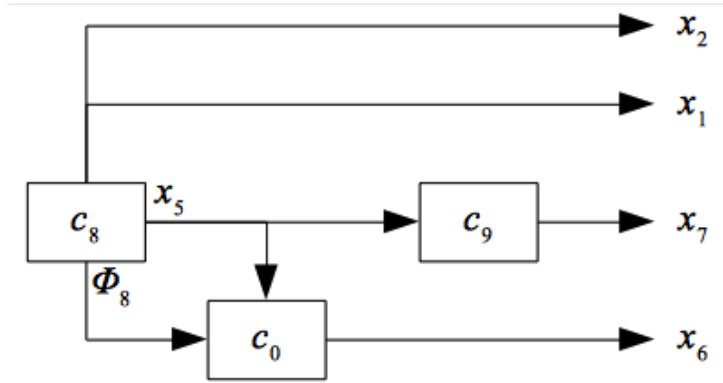 x₂
x₁
x₅
c₈ c₉ x₇
Φ₈
c₀ x₆